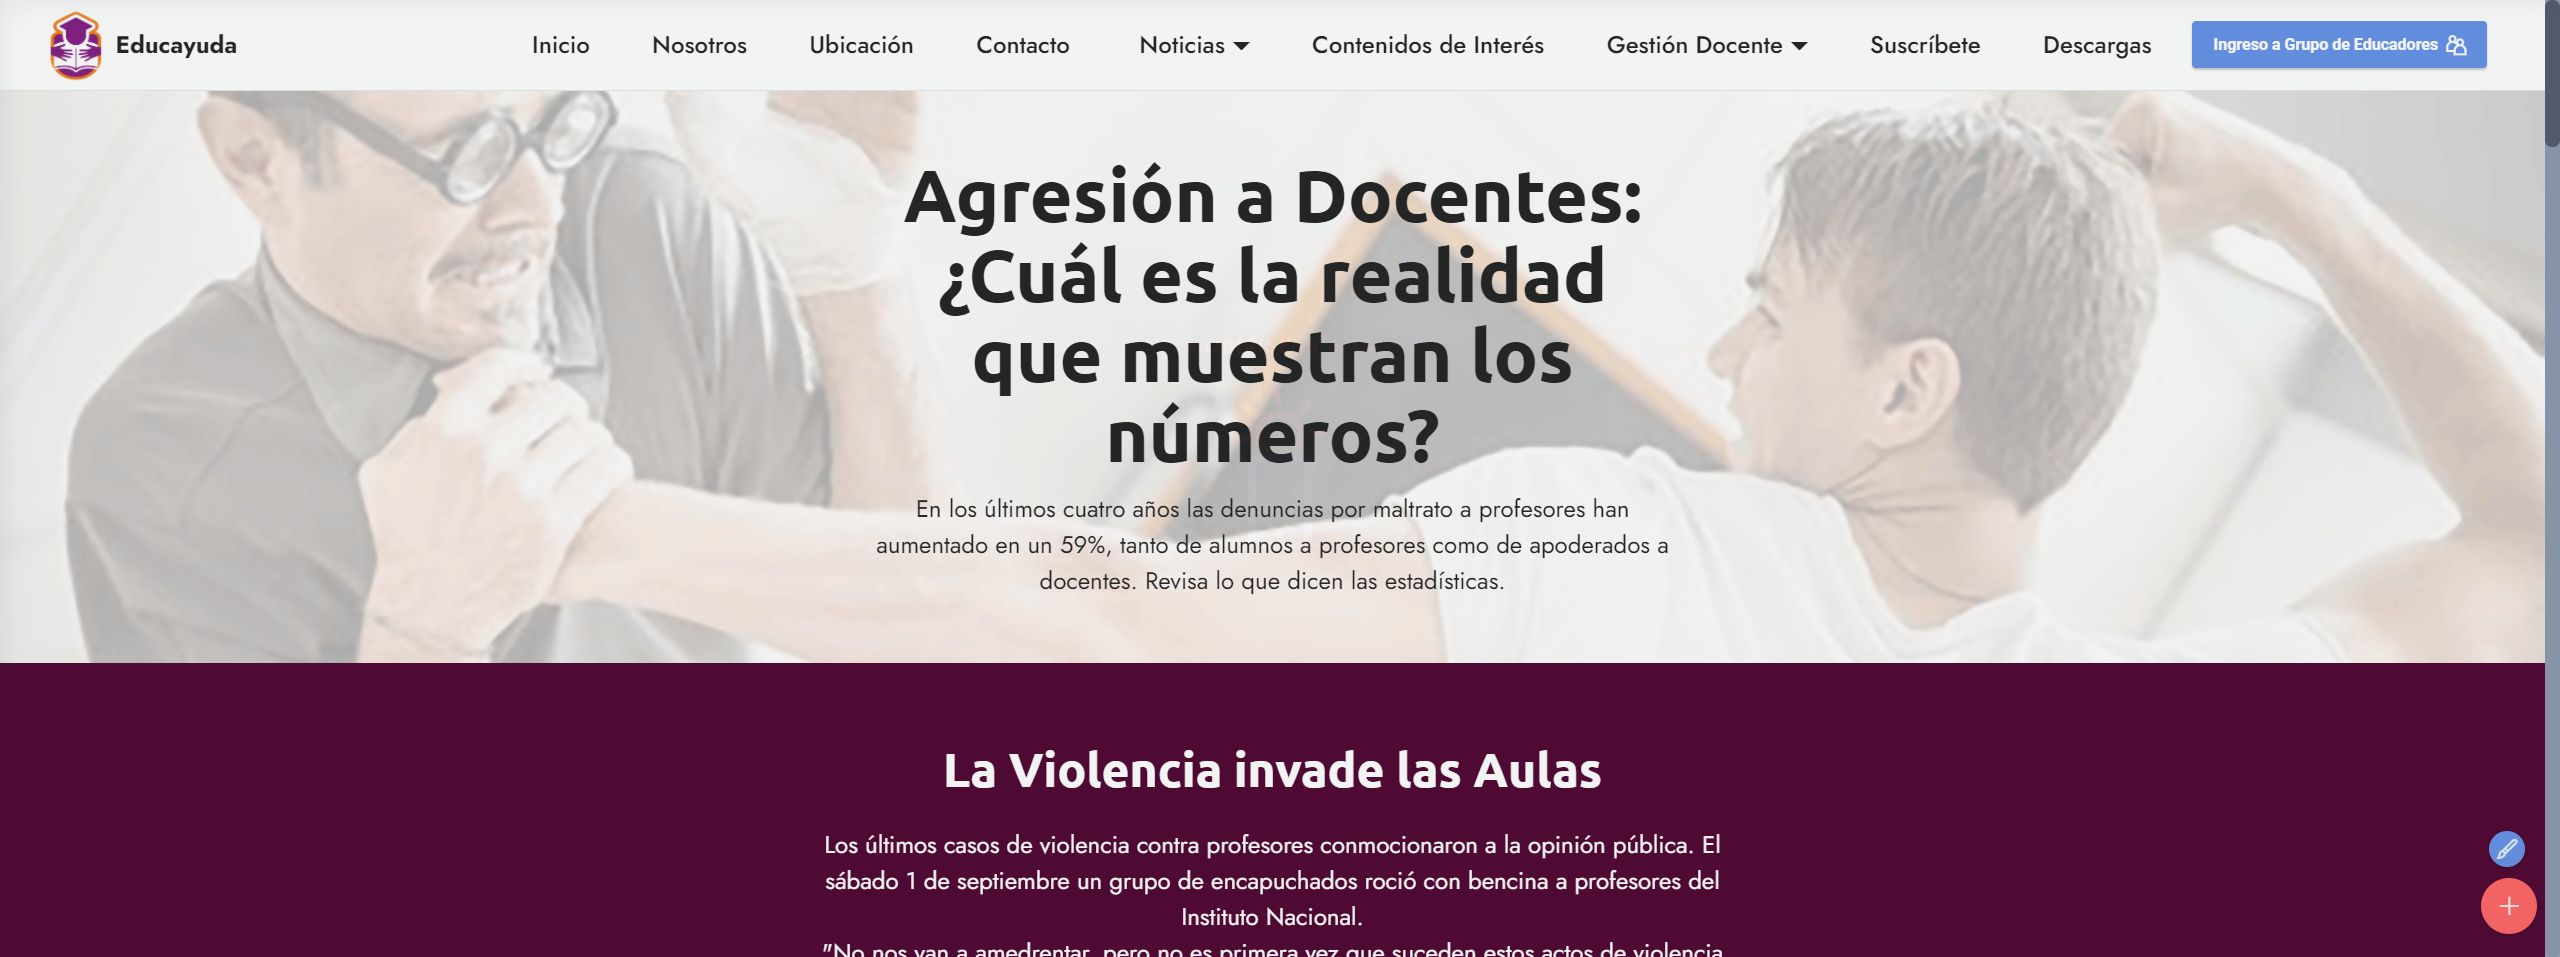 Educayuda
Inicio
Nosotros
Ubicación
Contacto
Noticias
Contenidos de Interés
Gestión Docente
Suscríbete
Descargas
Ingreso a Grupo de Educadores
Agresión a Docentes:
¿Cuál es la realidad
que muestran los
números?
En los últimos cuatro años las denuncias por maltrato a profesores han
aumentado en un 59%, tanto de alumnos a profesores como de apoderados a
docentes. Revisa lo que dicen las estadísticas.
La Violencia invade las Aulas
Los últimos casos de violencia contra profesores conmocionaron a la opinión pública. El
sábado 1 de septiembre un grupo de encapuchados roció con bencina a profesores del
Instituto Nacional.
"No nos van a amedrentar, pero no es primera vez que suceden estos actos de violencia